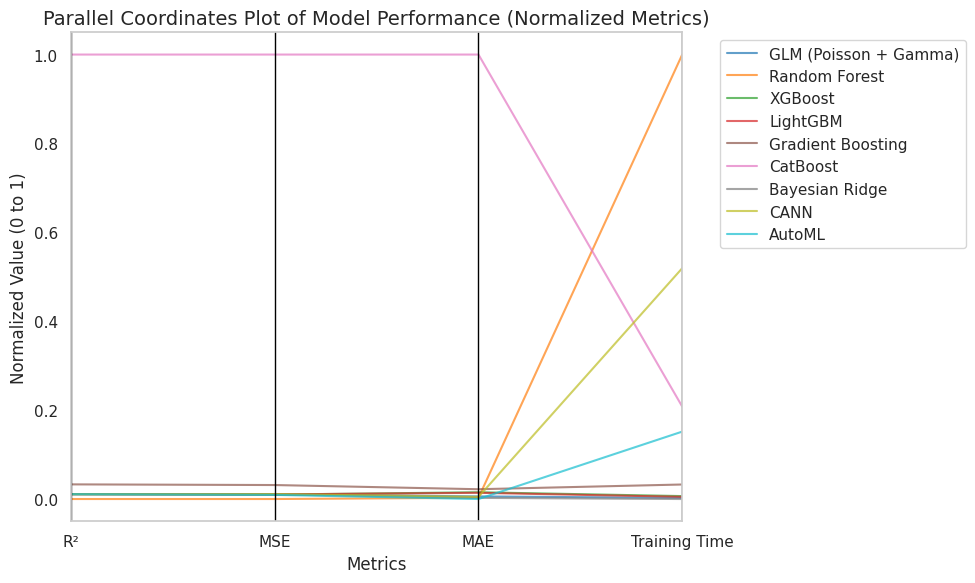 Parallel Coordinates Plot of Model Performance (Normalized Metrics)
Normalized Value (0 to 1)
1.0
0.8
0.6
0.4
0.2
0.0
R²
MSE
MAE
Training Time
Metrics
GLM (Poisson + Gamma)
Random Forest
XGBoost
LightGBM
Gradient Boosting
CatBoost
Bayesian Ridge
CANN
AutoML